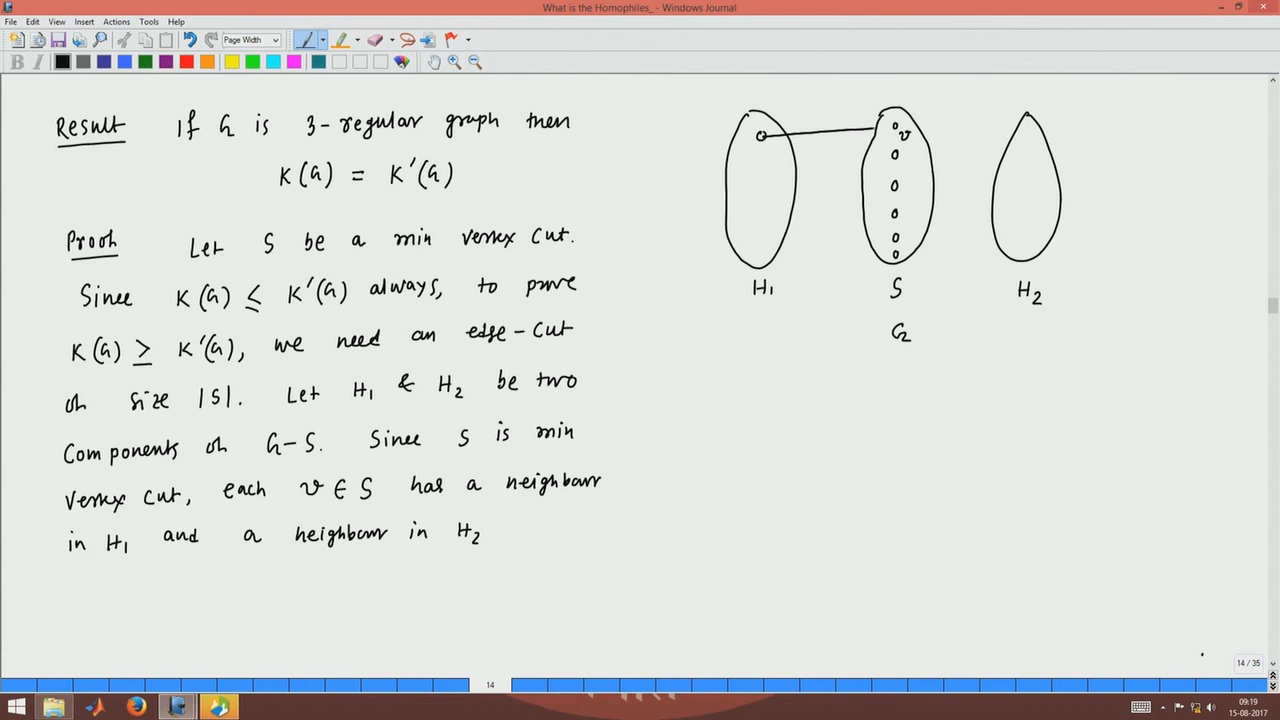 What is the Homophiles_ - Windows Journal
File Edit View Insert Actions Tools Help
Page Width
Result If G is 3-regular graph then
K(G) = K'(G)
Proof Let S be a min vertex cut.
Since K(G) ≤ K'(G) always, to prove
K(G) ≥ K'(G), we need an edge-cut
of size |S|. Let H1 & H2 be two
components of G-S. Since S is min
vertex cut, each v ∈ S has a neighbour
in H1 and a neighbour in H2
v
H1 S H2
G
14 / 35
14
09:19
15-08-2017